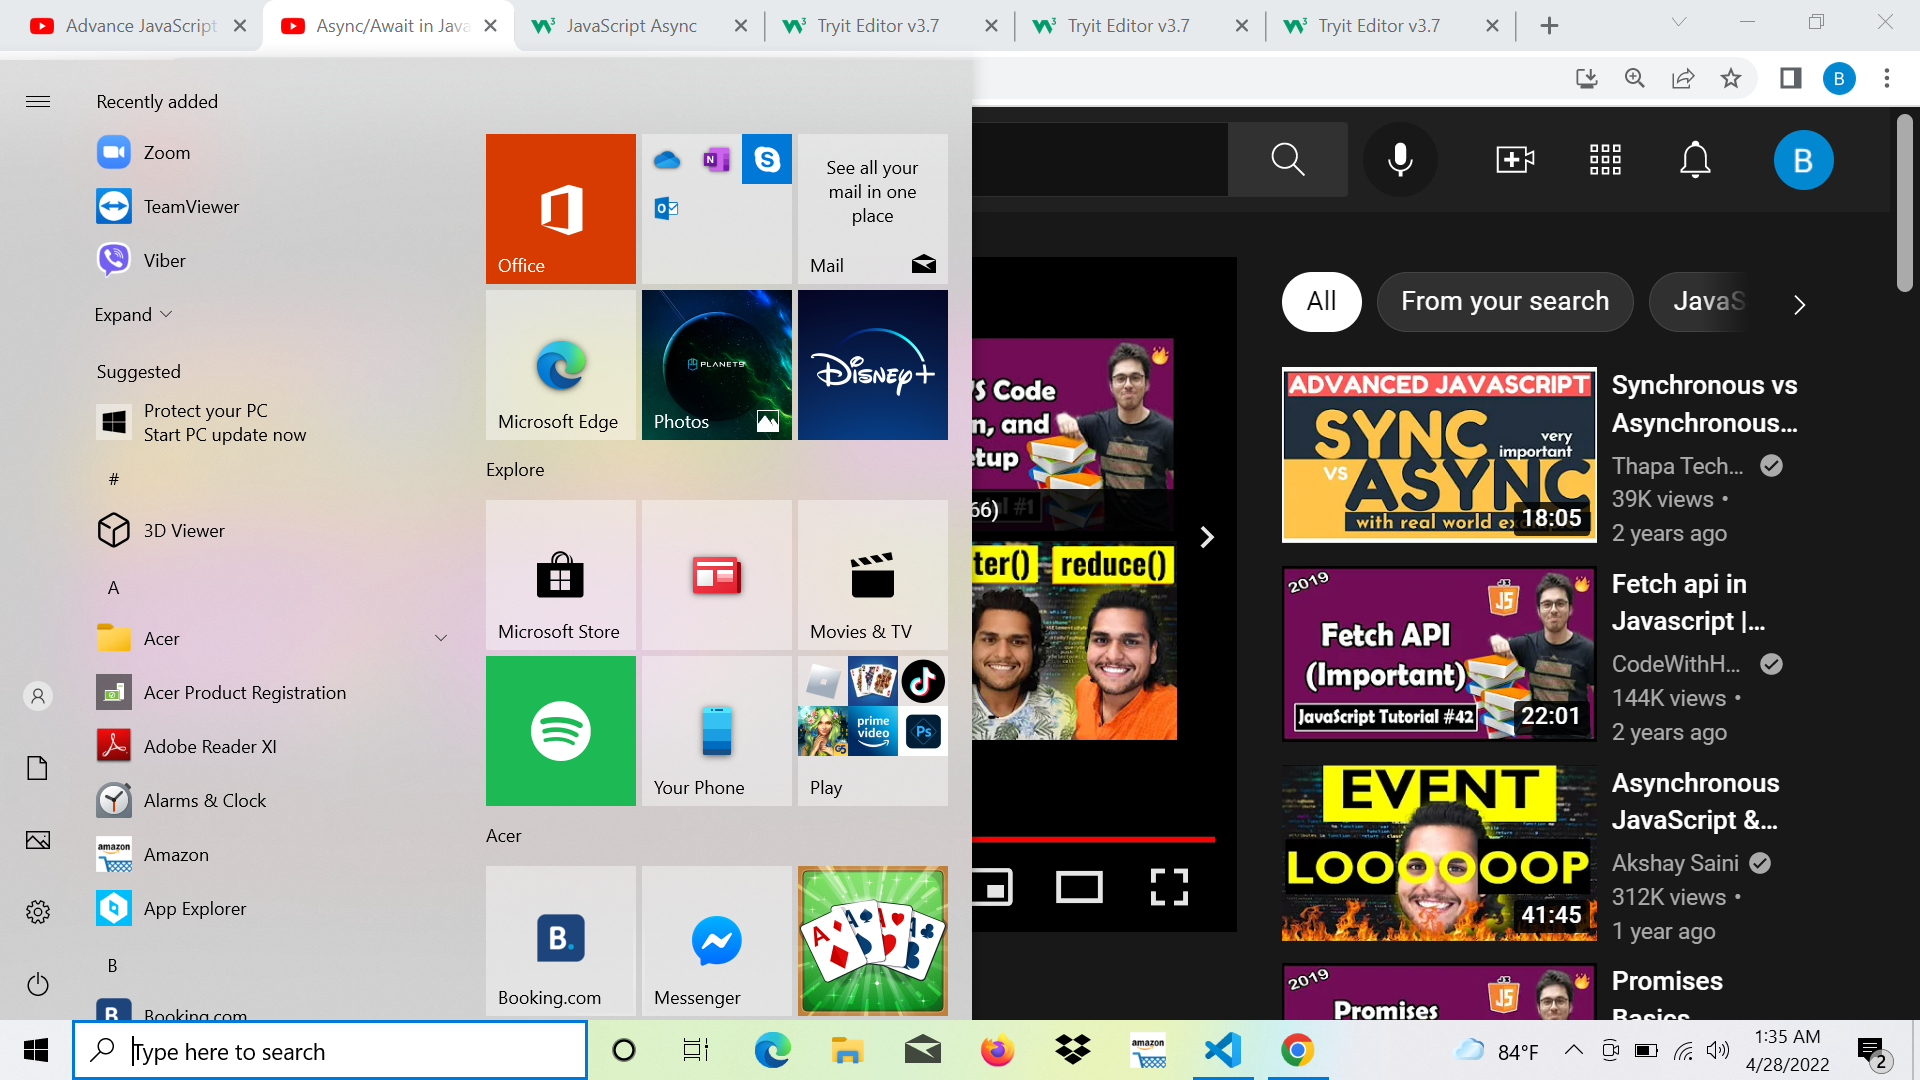 Advance JavaScript
Async/Await in Java
JavaScript Async
Tryit Editor v3.7
Tryit Editor v3.7
Tryit Editor v3.7
B
Recently added
Zoom
TeamViewer
Viber
Expand
Suggested
Protect your PC
Start PC update now
#
3D Viewer
A
Acer
Acer Product Registration
Adobe Reader XI
Alarms & Clock
amazon
Amazon
App Explorer
B
Booking.com
Office
See all your
mail in one
place
Mail
Microsoft Edge
PLANET9
Photos
Disney+
Explore
Microsoft Store
Movies & TV
Your Phone
prime
video
Ps
G5
Play
Acer
B.
Booking.com
Messenger
A A A A
B
S Code
n, and
etup
#1
66)
ter()
reduce()
All
From your search
JavaS
ADVANCED JAVASCRIPT
SYNC
very
important
VS
ASYNC
with real world ex
18:05
Synchronous vs
Asynchronous...
Thapa Tech...
39K views •
2 years ago
2019
JS
Fetch API
(Important)
JavaScript Tutorial #42
22:01
Fetch api in
Javascript |...
CodeWithH...
144K views •
2 years ago
EVENT
LOOOOOOP
41:45
Asynchronous
JavaScript &...
Akshay Saini
312K views •
1 year ago
2019
JS
Promises
Promises
Basics
Type here to search
amazon
84°F
1:35 AM
4/28/2022
2